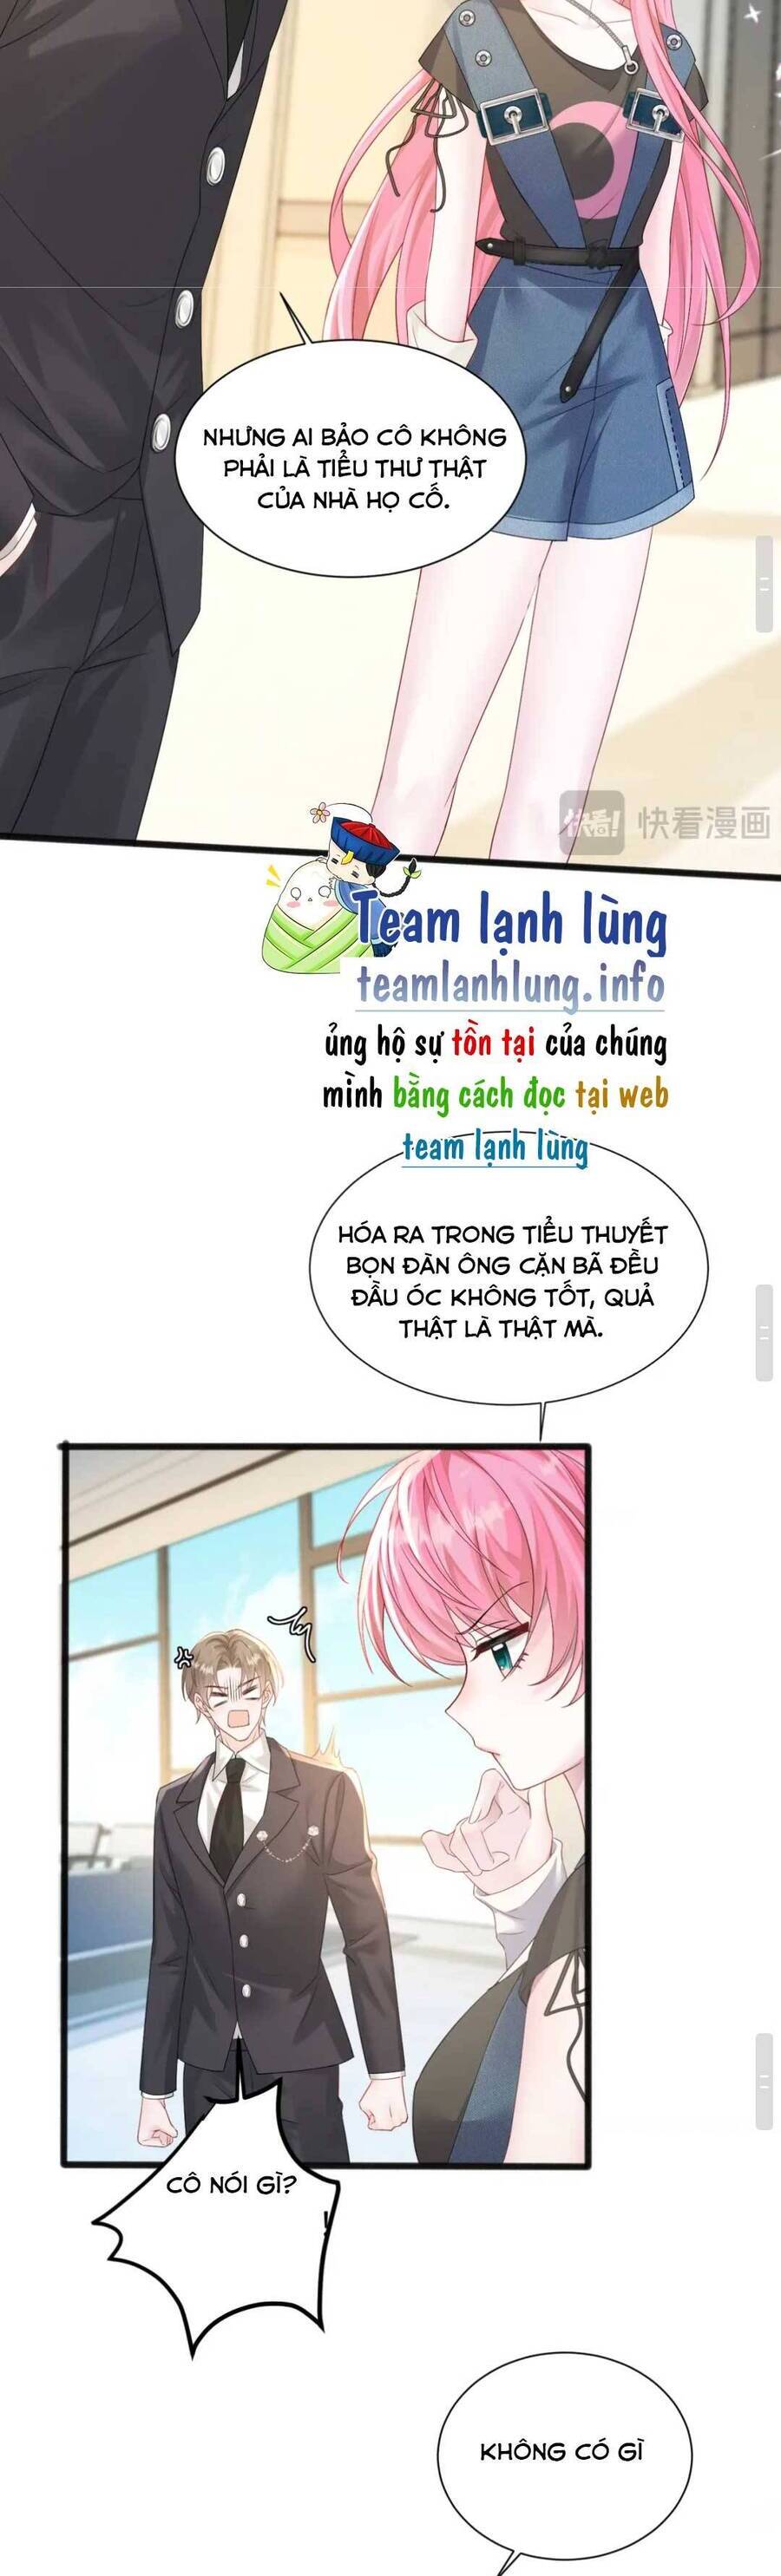 NHƯNG AI BẢO CÔ KHÔNG
PHẢI LÀ TIỂU THƯ THẬT
CỦA NHÀ HỌ CỐ.
快看! 快看漫画
Team lạnh lùng
teamlanhlung.info
ủng hộ sự tồn tại của chúng
mình bằng cách đọc tại web
team lạnh lùng
HÓA RA TRONG TIỂU THUYẾT
BỌN ĐÀN ÔNG CẶN BÃ ĐỀU
ĐẦU ÓC KHÔNG TỐT, QUẢ
THẬT LÀ THẬT MÀ.
CÔ NÓI GÌ?
!
KHÔNG CÓ GÌ